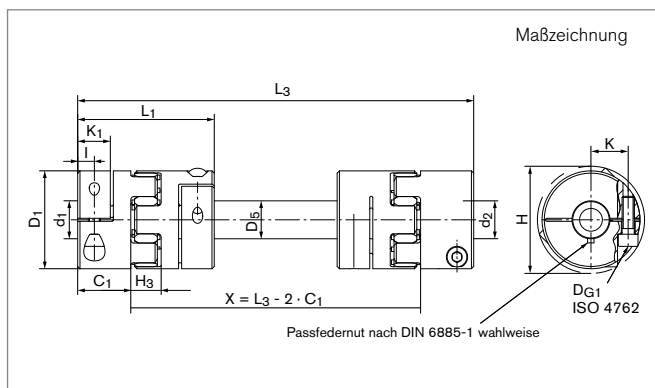 Maßzeichnung
L3
L1
K1
I
K
D1
d1
D5
d2
H
C1
H3
X = L3 - 2 · C1
DG1
ISO 4762
Passfedernut nach DIN 6885-1 wahlweise